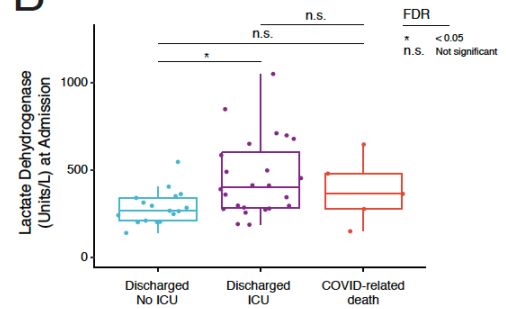 B
n.s.
FDR
n.s.
* < 0.05
*
n.s. Not significant
Lactate Dehydrogenase
(Units/L) at Admission
1000
500
0
Discharged
No ICU
Discharged
ICU
COVID-related
death